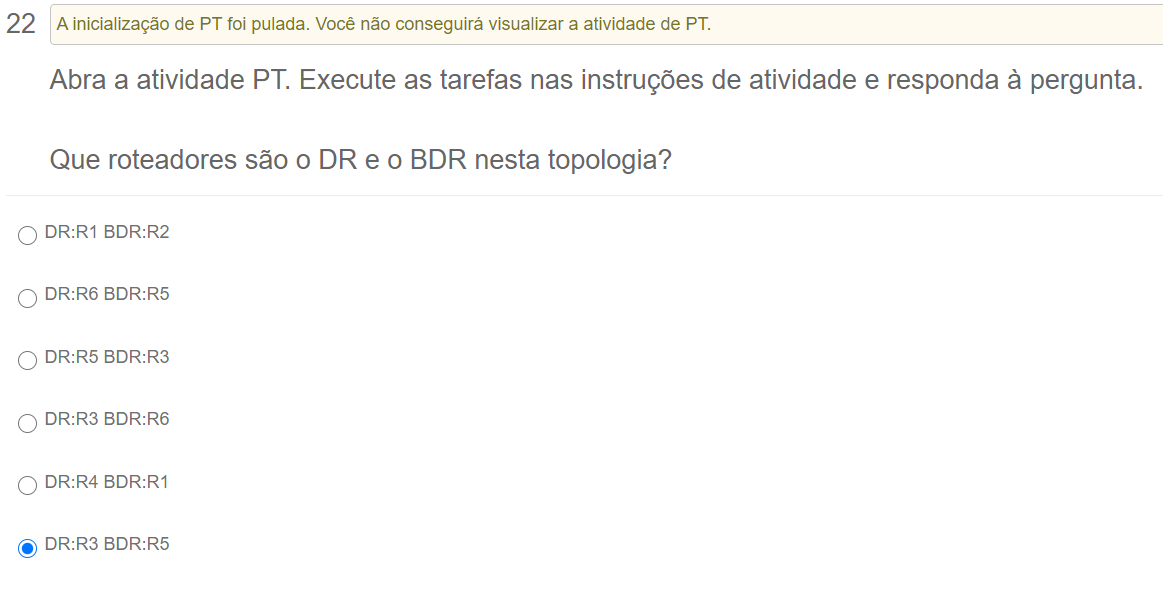 22
A inicialização de PT foi pulada. Você não conseguirá visualizar a atividade de PT.
Abra a atividade PT. Execute as tarefas nas instruções de atividade e responda à pergunta.
Que roteadores são o DR e o BDR nesta topologia?
DR:R1 BDR:R2
DR:R6 BDR:R5
DR:R5 BDR:R3
DR:R3 BDR:R6
DR:R4 BDR:R1
DR:R3 BDR:R5